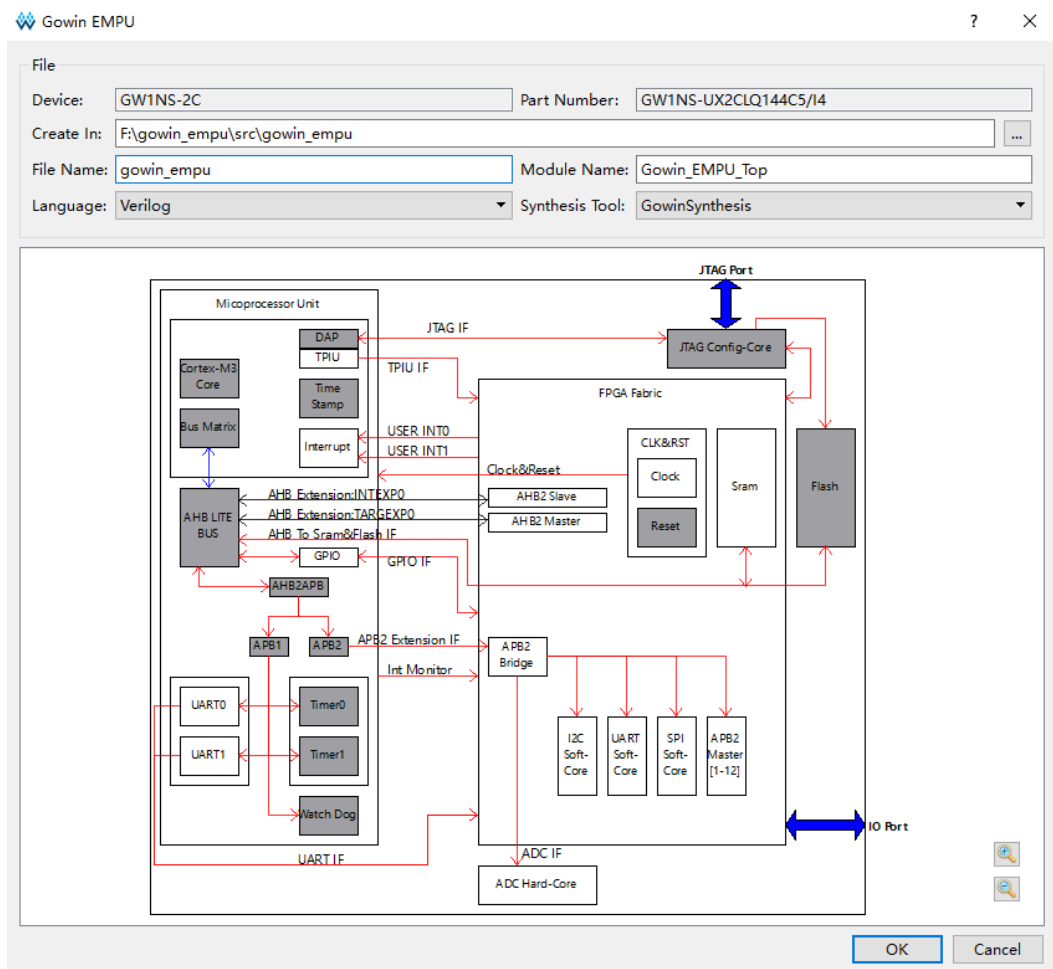 Gowin EMPU
File
Device: GW1NS-2C Part Number: GW1NS-UX2CLQ144C5/I4
Create In: F:\gowin_empu\src\gowin_empu ...
File Name: gowin_empu Module Name: Gowin_EMPU_Top
Language: Verilog Synthesis Tool: GowinSynthesis
JTAG Port
Micoprocessor Unit
DAP
TPIU
JTAG IF
TPIU IF
JTAG Config-Core
Cortex-M3
Core
Time
Stamp
Bus Matrix
Interrupt
USER INT0
USER INT1
FPGA Fabric
CLK&RST
Clock
Reset
Sram
Flash
Clock&Reset
AHB LITE
BUS
AHB Extension:INTEXP0
AHB2 Slave
AHB Extension:TARGEXP0
AHB2 Master
AHB To Sram&Flash IF
GPIO
GPIO IF
AHB2APB
APB1
APB2
APB2 Extension IF
APB2
Bridge
Int Monitor
UART0
Timer0
UART1
Timer1
I2C
Soft-
Core
UART
Soft-
Core
SPI
Soft-
Core
APB2
Master
[1-12]
Watch Dog
IO Port
UART IF
ADC IF
ADC Hard-Core
OK Cancel